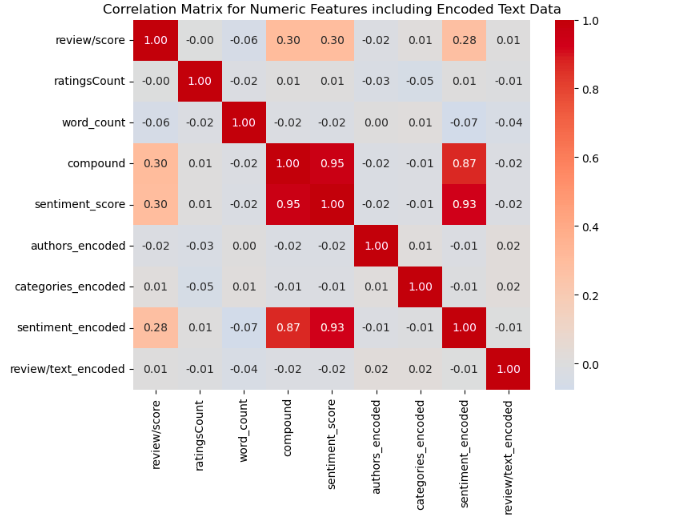 Correlation Matrix for Numeric Features including Encoded Text Data
review/score 1.00 -0.00 -0.06 0.30 0.30 -0.02 0.01 0.28 0.01
ratingsCount -0.00 1.00 -0.02 0.01 0.01 -0.03 -0.05 0.01 -0.01
word_count -0.06 -0.02 1.00 -0.02 -0.02 0.00 0.01 -0.07 -0.04
compound 0.30 0.01 -0.02 1.00 0.95 -0.02 -0.01 0.87 -0.02
sentiment_score 0.30 0.01 -0.02 0.95 1.00 -0.02 -0.01 0.93 -0.02
authors_encoded -0.02 -0.03 0.00 -0.02 -0.02 1.00 0.01 -0.01 0.02
categories_encoded 0.01 -0.05 0.01 -0.01 -0.01 0.01 1.00 -0.01 0.02
sentiment_encoded 0.28 0.01 -0.07 0.87 0.93 -0.01 -0.01 1.00 -0.01
review/text_encoded 0.01 -0.01 -0.04 -0.02 -0.02 0.02 0.02 -0.01 1.00
review/score
ratingsCount
word_count
compound
sentiment_score
authors_encoded
categories_encoded
sentiment_encoded
review/text_encoded
1.0
0.8
0.6
0.4
0.2
0.0